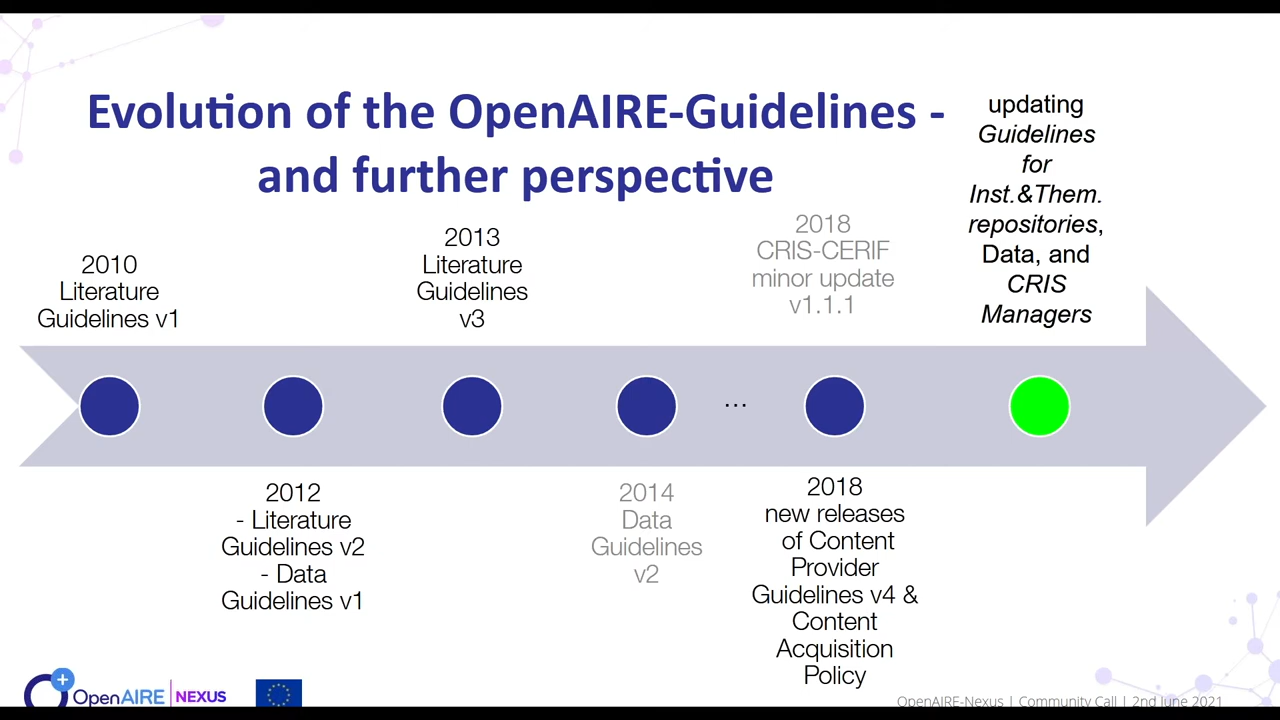 Evolution of the OpenAIRE-Guidelines -
and further perspective
updating
Guidelines
for
Inst.&Them.
repositories,
Data, and
CRIS
Managers
2010
Literature
Guidelines v1
2013
Literature
Guidelines
v3
2018
CRIS-CERIF
minor update
v1.1.1
...
2012
- Literature
Guidelines v2
- Data
Guidelines v1
2014
Data
Guidelines
v2
2018
new releases
of Content
Provider
Guidelines v4 &
Content
Acquisition
Policy
OpenAIRE | NEXUS
OpenAIRE-Nexus | Community Call | 2nd June 2021